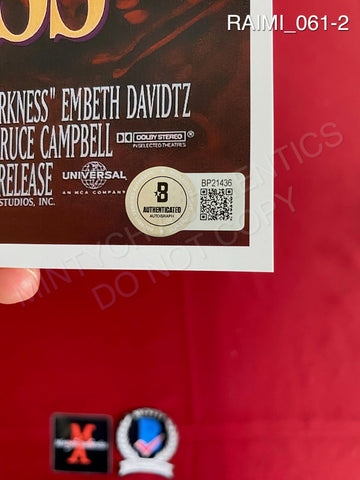 RAIMI_061-2
RKNESS" EMBETH DAVIDTZ
RUCE CAMPBELL
DOLBY STEREO
IN SELECTED THEATRES
RELEASE
UNIVERSAL
AN MCA COMPANY
STUDIOS, INC.
B
AUTHENTICATED
AUTOGRAPH
BP21436
DO NOT COPY
X